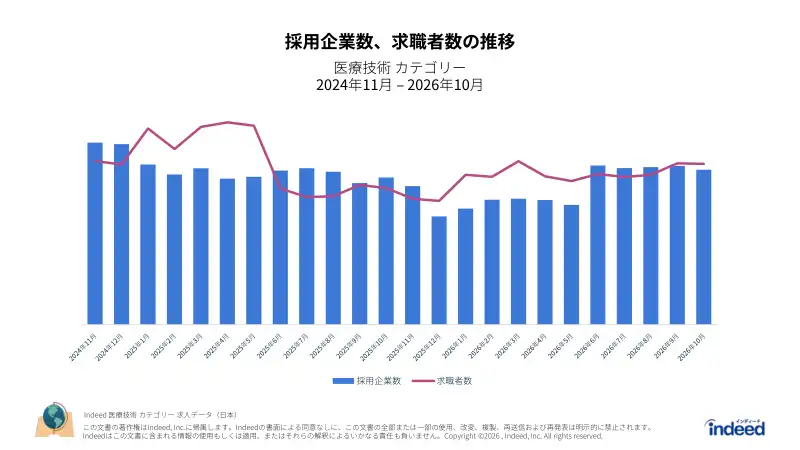 採用企業数、求職者数の推移
医療技術 カテゴリー
2024年11月 – 2026年10月
2024年11月
2024年12月
2025年1月
2025年2月
2025年3月
2025年4月
2025年5月
2025年6月
2025年7月
2025年8月
2025年9月
2025年10月
2025年11月
2025年12月
2026年1月
2026年2月
2026年3月
2026年4月
2026年5月
2026年6月
2026年7月
2026年8月
2026年9月
2026年10月
採用企業数 求職者数
Indeed 医療技術 カテゴリー 求人データ（日本）
この文書の著作権はIndeed, Inc.に帰属します。Indeedの書面による同意なしに、この文書の全部または一部の使用、改変、複製、再送信および再発表は明示的に禁止されます。
Indeedはこの文書に含まれる情報の使用もしくは適用、またはそれらの解釈によるいかなる責任も負いません。Copyright ©2026 , Indeed, Inc. All rights reserved.
インディード
indeed